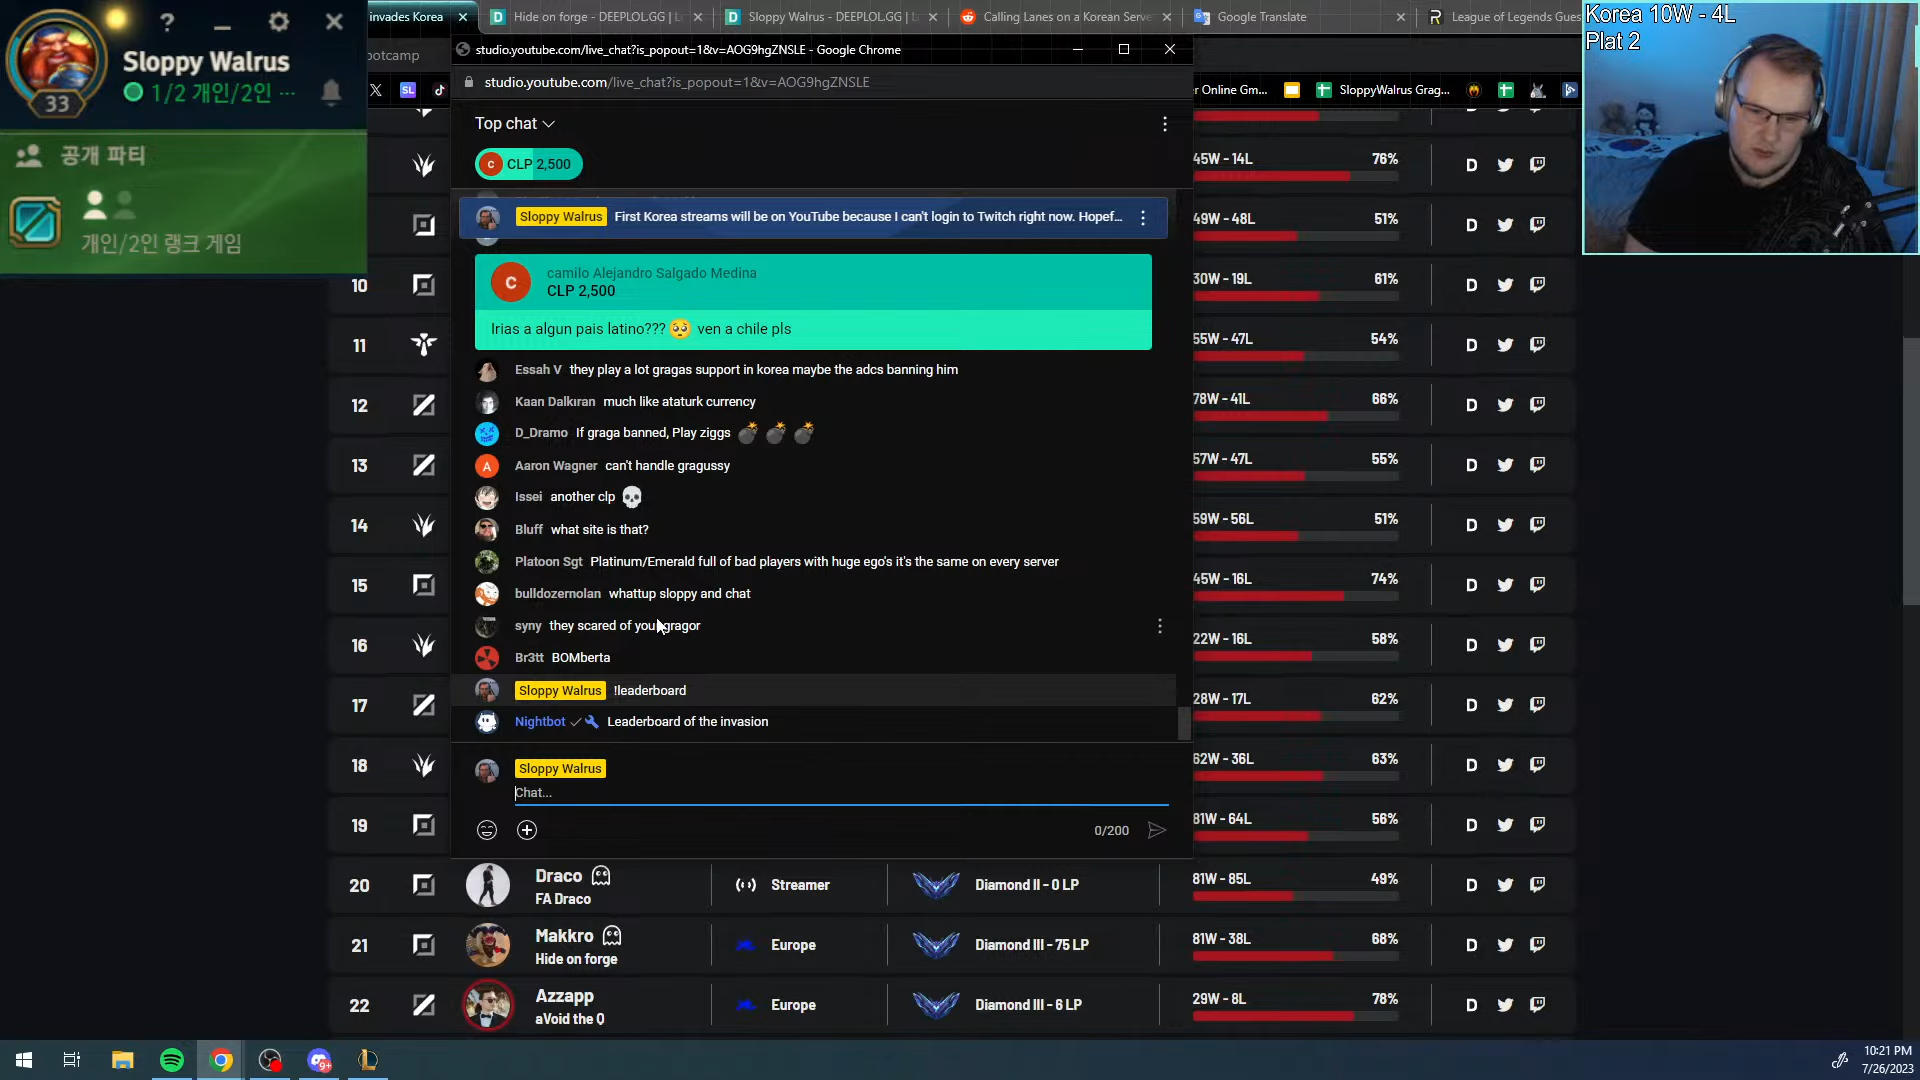 invades Korea
Hide on forge - DEEPLOL.GG | L
Sloppy Walrus - DEEPLOL.GG | L
Calling Lanes on a Korean Serve
Google Translate
League of Legends Gues
Korea 10W - 4L
Plat 2
Sloppy Walrus
33
1/2 개인/2인 ...
공개 파티
개인/2인 랭크 게임
bootcamp
studio.youtube.com/live_chat?is_popout=1&v=AOG9hgZNSLE - Google Chrome
studio.youtube.com/live_chat?is_popout=1&v=AOG9hgZNSLE
SL
r Online Gm...
SloppyWalrus Grag...
Top chat
C CLP 2,500
Sloppy Walrus First Korea streams will be on YouTube because I can't login to Twitch right now. Hopef...
C camilo Alejandro Salgado Medina
CLP 2,500
Irias a algun pais latino??? 🥺 ven a chile pls
Essah V they play a lot gragas support in korea maybe the adcs banning him
Kaan Dalkıran much like ataturk currency
D_Dramo If graga banned, Play ziggs 💣 💣 💣
A Aaron Wagner can't handle gragussy
Issei another clp 💀
Bluff what site is that?
Platoon Sgt Platinum/Emerald full of bad players with huge ego's it's the same on every server
bulldozernolan whattup sloppy and chat
syny they scared of you gragor
Br3tt BOMberta
Sloppy Walrus !leaderboard
Nightbot Leaderboard of the invasion
Sloppy Walrus
Chat...
0/200
45W - 14L 76% D
49W - 48L 51% D
10 30W - 19L 61% D
11 55W - 47L 54% D
12 78W - 41L 66% D
13 57W - 47L 55% D
14 59W - 56L 51% D
15 45W - 16L 74% D
16 22W - 16L 58% D
17 28W - 17L 62% D
18 62W - 36L 63% D
19 81W - 64L 56% D
20 Draco Streamer Diamond II - 0 LP 81W - 85L 49% D
FA Draco
21 Makkro Europe Diamond III - 75 LP 81W - 38L 68% D
Hide on forge
22 Azzapp Europe Diamond III - 6 LP 29W - 8L 78% D
aVoid the Q
9+
10:21 PM
7/26/2023